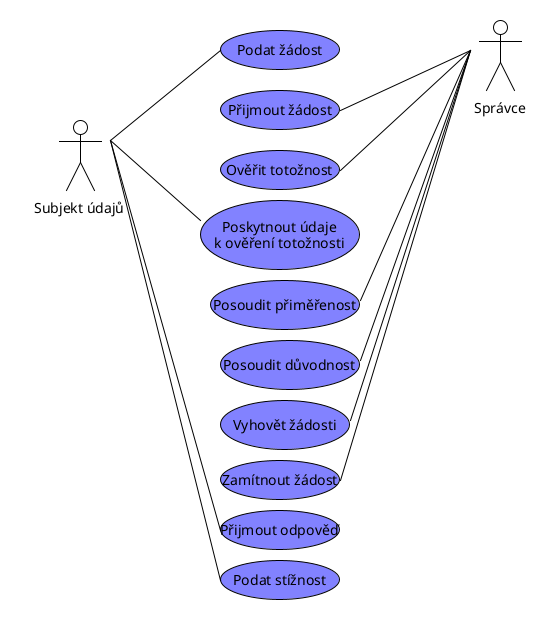 Podat žádost
Správce
Přijmout žádost
Ověřit totožnost
Subjekt údajů
Poskytnout údaje
k ověření totožnosti
Posoudit přiměřenost
Posoudit důvodnost
Vyhovět žádosti
Zamítnout žádost
Přijmout odpověď
Podat stížnost